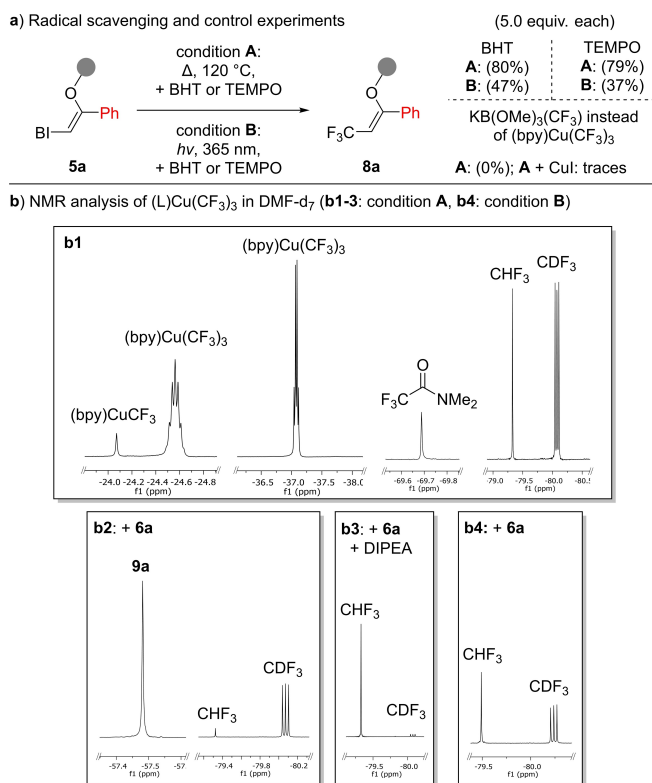 a) Radical scavenging and control experiments
(5.0 equiv. each)
condition A:
Δ, 120 °C,
+ BHT or TEMPO
condition B:
hv, 365 nm,
+ BHT or TEMPO
O
Ph
BI
5a
O
Ph
F₃C
8a
BHT
A: (80%)
B: (47%)
TEMPO
A: (79%)
B: (37%)
KB(OMe)₃(CF₃) instead
of (bpy)Cu(CF₃)₃
A: (0%); A + CuI: traces
b) NMR analysis of (L)Cu(CF₃)₃ in DMF-d₇ (b1-3: condition A, b4: condition B)
b1
(bpy)CuCF₃
(bpy)Cu(CF₃)₃
(bpy)Cu(CF₃)₃
O
F₃C NMe₂
CHF₃
CDF₃
-24.0 -24.2 -24.4 -24.6 -24.8
f1 (ppm)
-36.5 -37.0 -37.5 -38.0
f1 (ppm)
-69.6 -69.7 -69.8
f1 (ppm)
-79.0 -79.5 -80.0 -80.5
f1 (ppm)
b2: + 6a
9a
CHF₃
CDF₃
-57.4 -57.5 -57
f1 (ppm)
-79.4 -79.8 -80.2
f1 (ppm)
b3: + 6a
+ DIPEA
CHF₃
CDF₃
-79.5 -80.0
f1 (ppm)
b4: + 6a
CHF₃
CDF₃
-79.5 -80.0
f1 (ppm)